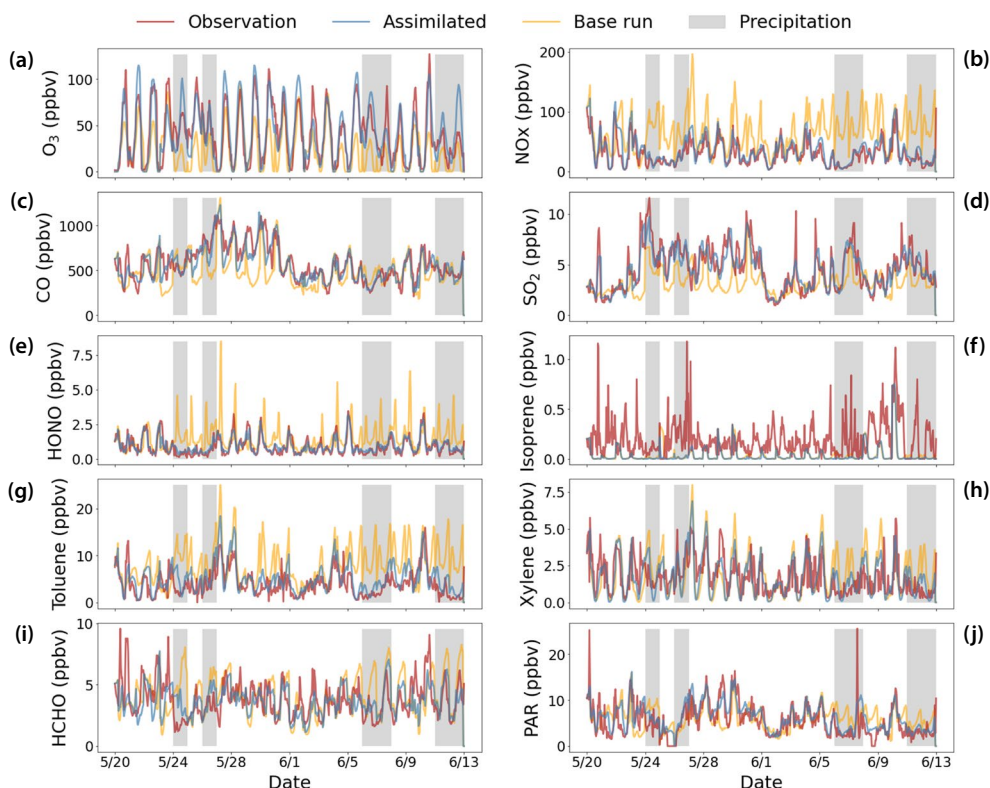 Observation Assimilated Base run Precipitation
(a) O3 (ppbv) 100 50 0
(b) NOx (ppbv) 200 100 0
(c) CO (ppbv) 1000 500 0
(d) SO2 (ppbv) 10 5 0
(e) HONO (ppbv) 7.5 5.0 2.5 0.0
(f) Isoprene (ppbv) 1.0 0.5 0.0
(g) Toluene (ppbv) 20 10 0
(h) Xylene (ppbv) 7.5 5.0 2.5 0.0
(i) HCHO (ppbv) 10 5 0
(j) PAR (ppbv) 20 10 0
5/20 5/24 5/28 6/1 6/5 6/9 6/13
5/20 5/24 5/28 6/1 6/5 6/9 6/13
Date
Date